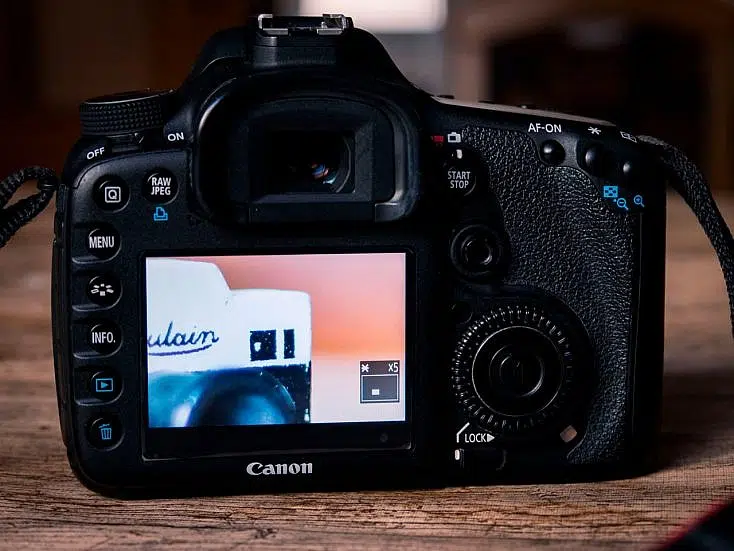 OFF
ON
AF-ON
RAW
JPEG
START
STOP
Q
MENU
INFO.
ulain
x5
LOCK
Canon